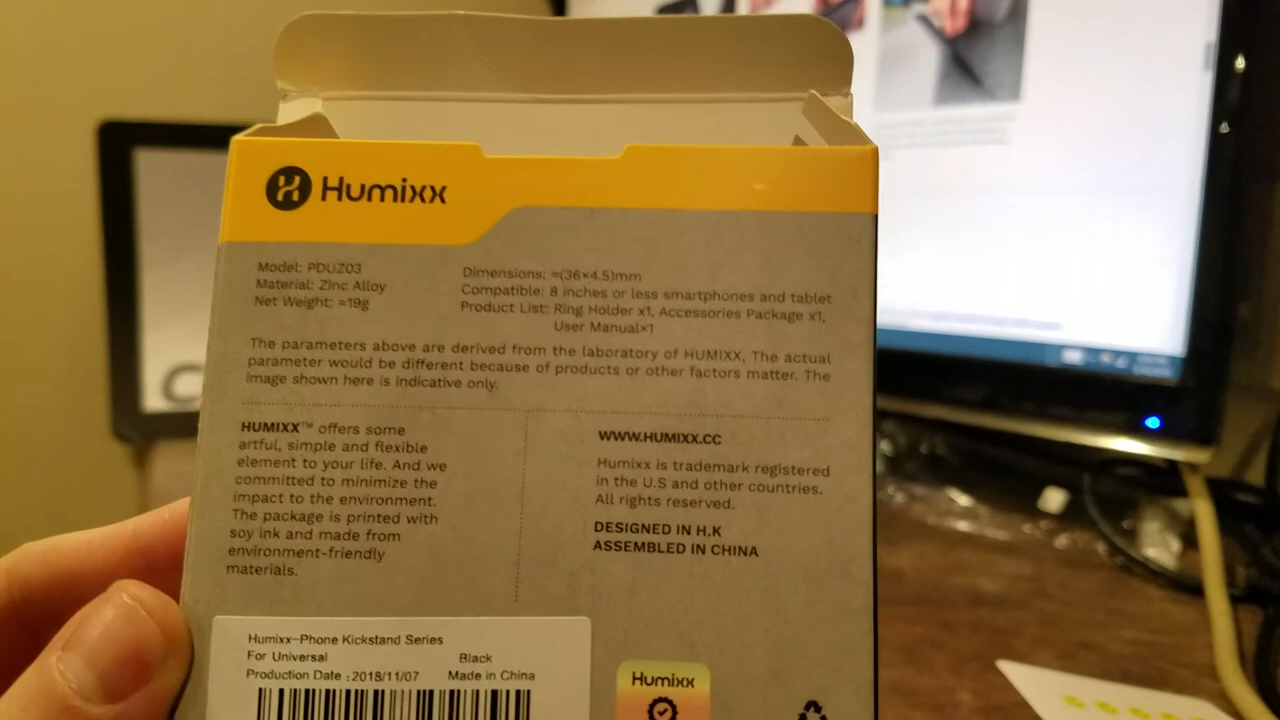 Humixx
Model: PDUZ03
Material: Zinc Alloy
Net Weight: ≈19g
Dimensions: ≈(36×4.5)mm
Compatible: 8 inches or less smartphones and tablet
Product List: Ring Holder x1, Accessories Package x1,
User Manual×1
The parameters above are derived from the laboratory of HUMIXX, The actual
parameter would be different because of products or other factors matter. The
image shown here is indicative only.
HUMIXX™ offers some
artful, simple and flexible
element to your life. And we
committed to minimize the
impact to the environment.
The package is printed with
soy ink and made from
environment-friendly
materials.
WWW.HUMIXX.CC
Humixx is trademark registered
in the U.S and other countries.
All rights reserved.
DESIGNED IN H.K
ASSEMBLED IN CHINA
Humixx-Phone Kickstand Series
For Universal Black
Production Date :2018/11/07 Made in China
Humixx